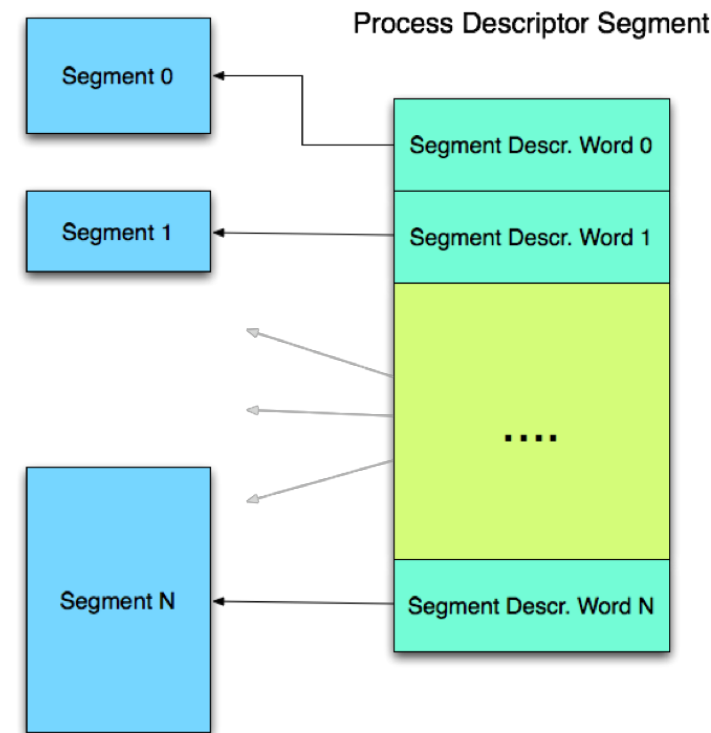 Process Descriptor Segment
Segment 0
Segment Descr. Word 0
Segment 1
Segment Descr. Word 1
....
Segment N
Segment Descr. Word N